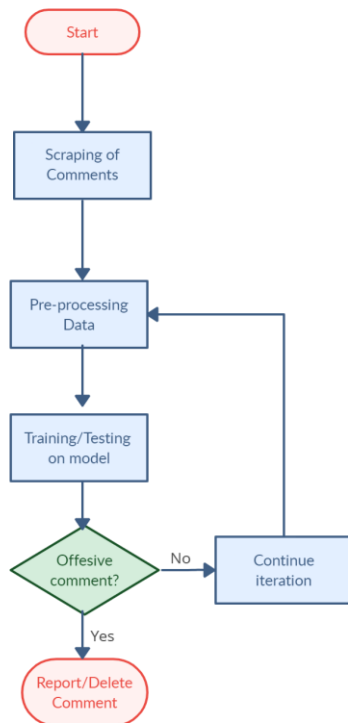 Start
Scraping of
Comments
Pre-processing
Data
Training/Testing
on model
Offesive
comment?
No
Continue
iteration
Yes
Report/Delete
Comment